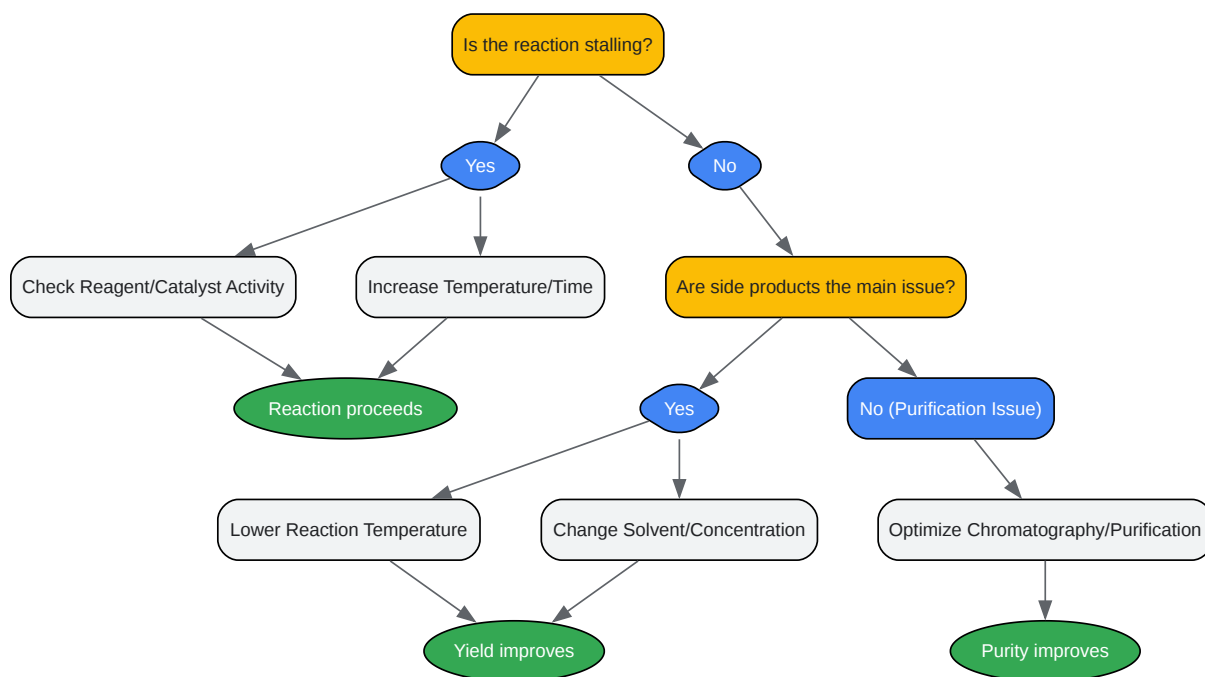 Is the reaction stalling?
Yes
No
Check Reagent/Catalyst Activity
Increase Temperature/Time
Are side products the main issue?
Reaction proceeds
Yes
No (Purification Issue)
Lower Reaction Temperature
Change Solvent/Concentration
Optimize Chromatography/Purification
Yield improves
Purity improves